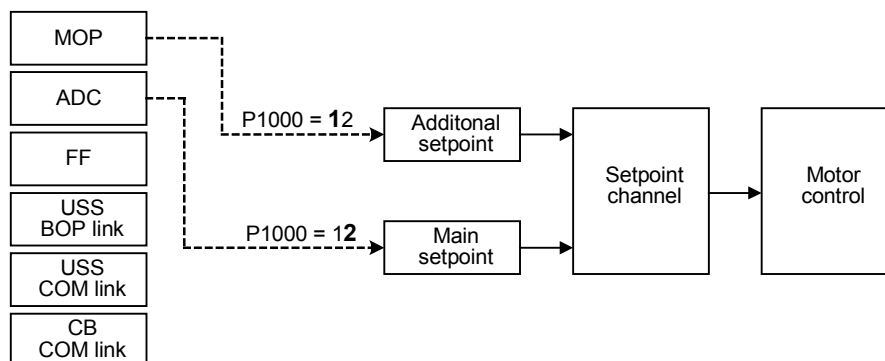 MOP
ADC
FF
USS
BOP link
USS
COM link
CB
COM link
P1000 = 12
P1000 = 12
Additonal
setpoint
Main
setpoint
Setpoint
channel
Motor
control